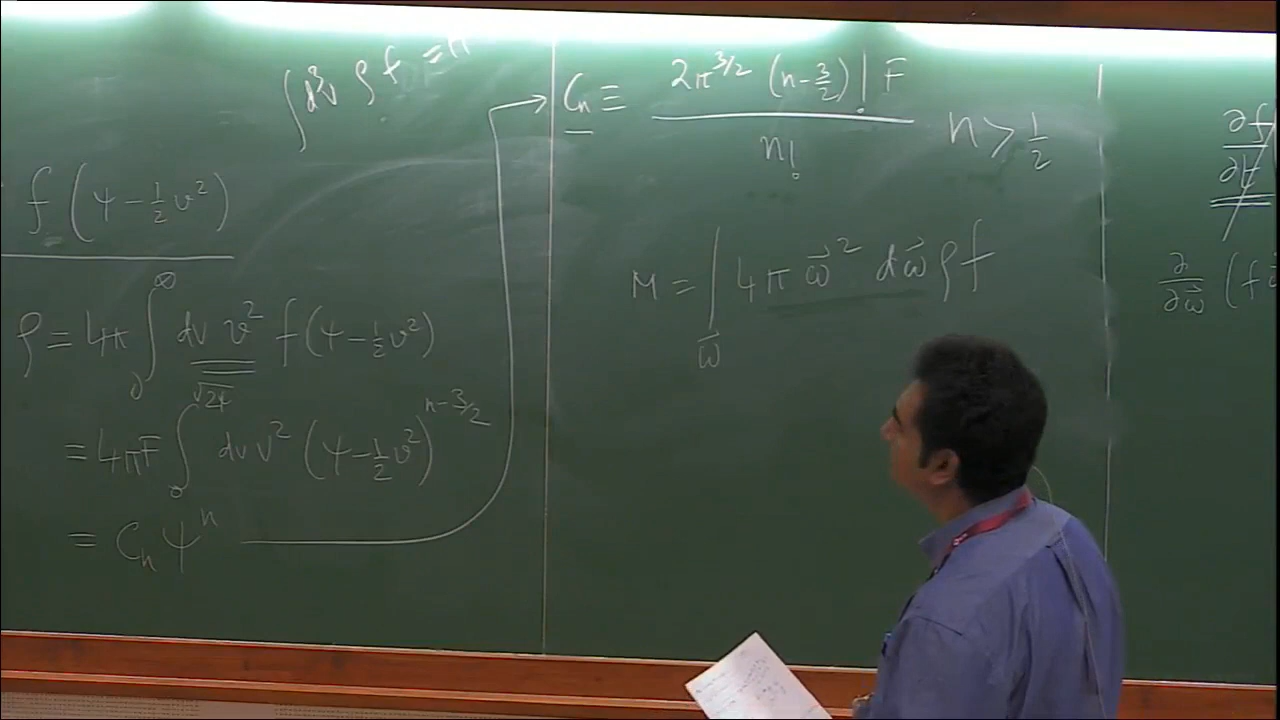 ∫d³v ρ f = M
f(ψ − ½v²)
ρ = 4π ∫₀^∞ dv v² f(ψ − ½v²)
= 4πF ∫₀^√2ψ dv v² (ψ − ½v²)^(n − 3/2)
= Cₙ ψⁿ
Cₙ ≡ 2π^(3/2) (n − 3/2)! F / n!
n > ½
M = ∫_ω⃗ 4π ω⃗² dω⃗ ρ f
∂f / ∂t
∂/∂ω⃗ (f